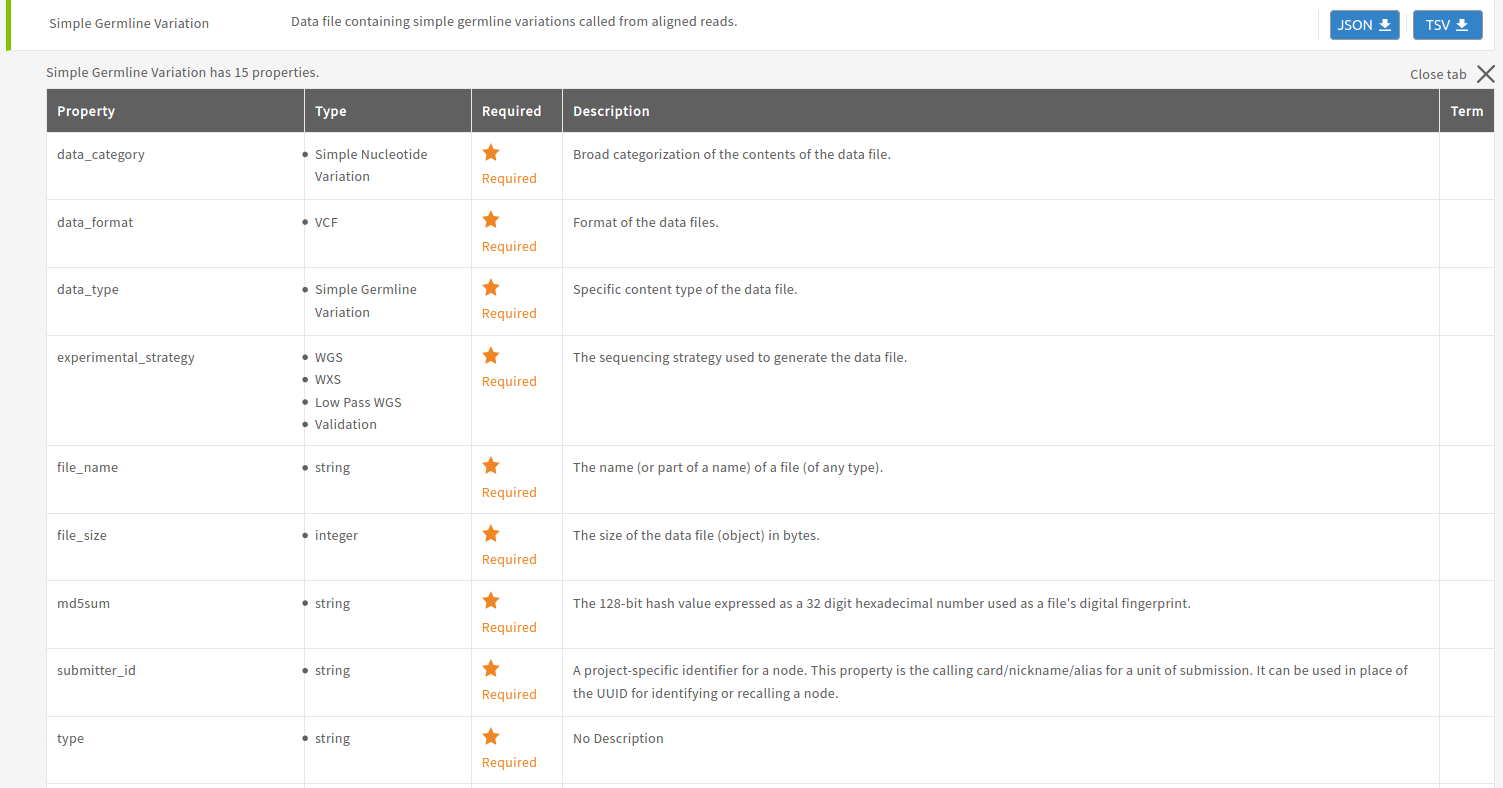 Simple Germline Variation
Data file containing simple germline variations called from aligned reads.
JSON
TSV
Simple Germline Variation has 15 properties.
Close tab
Property Type Required Description Term
data_category
Simple Nucleotide
Variation
Required
Broad categorization of the contents of the data file.
data_format
VCF
Required
Format of the data files.
data_type
Simple Germline
Variation
Required
Specific content type of the data file.
experimental_strategy
WGS
WXS
Low Pass WGS
Validation
Required
The sequencing strategy used to generate the data file.
file_name
string
Required
The name (or part of a name) of a file (of any type).
file_size
integer
Required
The size of the data file (object) in bytes.
md5sum
string
Required
The 128-bit hash value expressed as a 32 digit hexadecimal number used as a file's digital fingerprint.
submitter_id
string
Required
A project-specific identifier for a node. This property is the calling card/nickname/alias for a unit of submission. It can be used in place of
the UUID for identifying or recalling a node.
type
string
Required
No Description